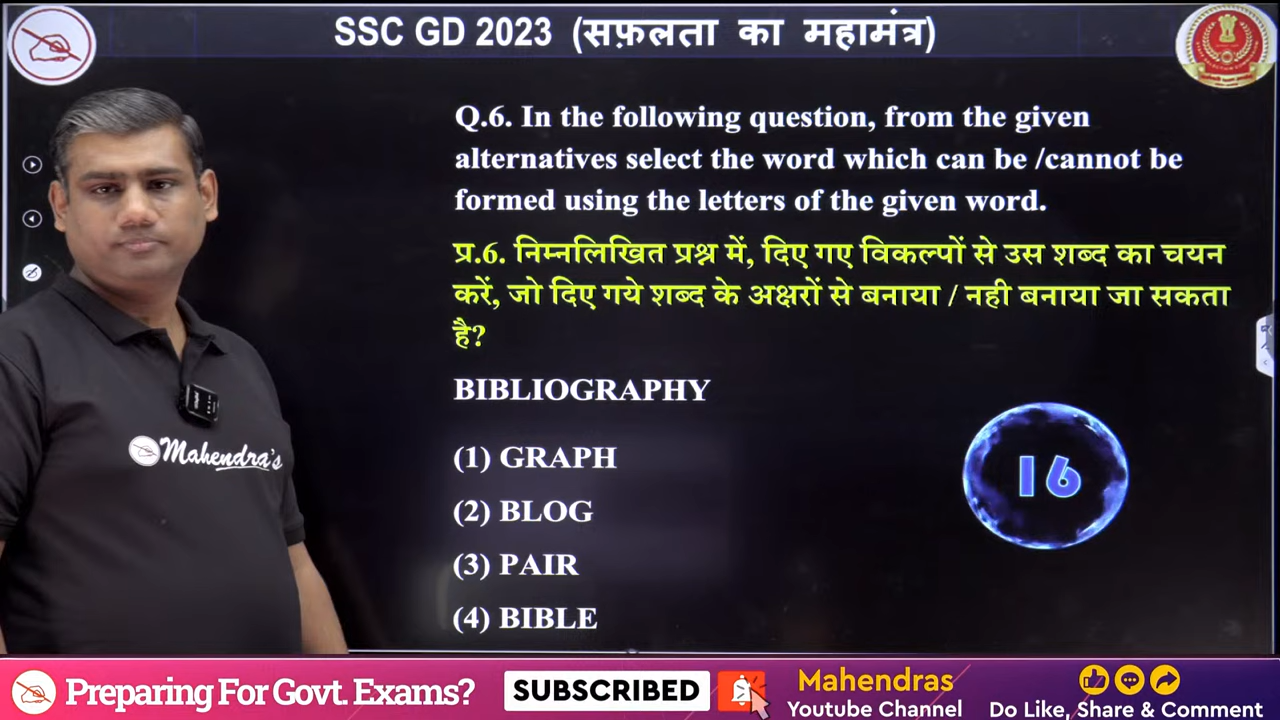 SSC GD 2023 (सफ़लता का महामंत्र)
Q.6. In the following question, from the given
alternatives select the word which can be /cannot be
formed using the letters of the given word.
प्र.6. निम्नलिखित प्रश्न में, दिए गए विकल्पों से उस शब्द का चयन
करें, जो दिए गये शब्द के अक्षरों से बनाया / नही बनाया जा सकता
है?
BIBLIOGRAPHY
(1) GRAPH
(2) BLOG
(3) PAIR
(4) BIBLE
16
Mahendra's
Preparing For Govt. Exams?
SUBSCRIBED
Mahendras
Youtube Channel
Do Like, Share & Comment